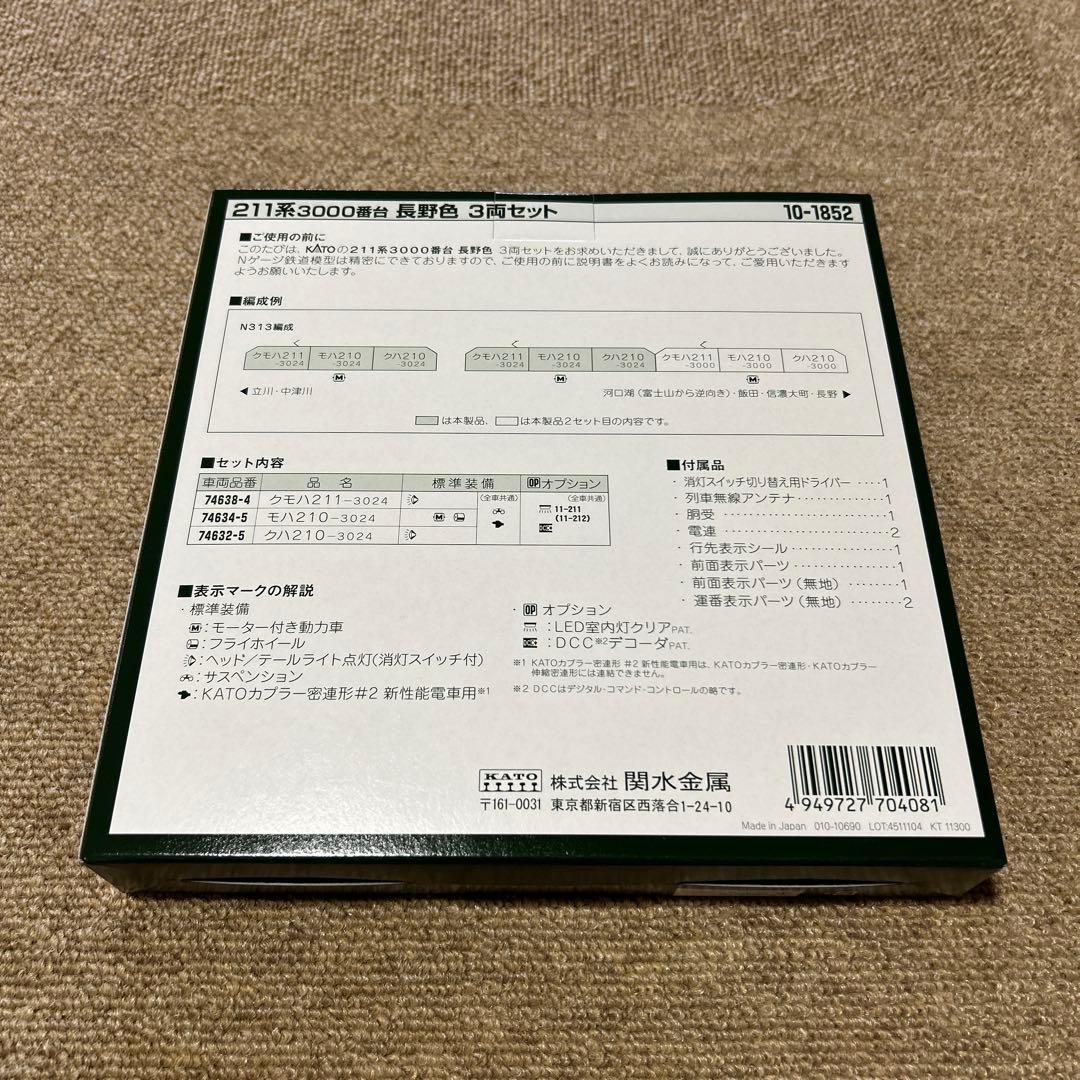 211系3000番台 長野色 3両セット 10-1852
■ご使用の前に
このたびは、KATOの211系3000番台 長野色 3両セットをお求めいただきまして、誠にありがとうございました。
Nゲージ鉄道模型は精密にできておりますので、ご使用の前に説明書をよくお読みになって、ご愛用いただきます
ようお願いいたします。
■編成例
N313編成
クモハ211-3024 モハ210-3024 クハ210-3024 クモハ211-3024 モハ210-3024 クハ210-3024 クモハ211-3000 モハ210-3000 クハ210-3000
M M M
◀立川・中津川 河口湖(富士山から逆向き)・飯田・信濃大町・長野▶
は本製品、は本製品2セット目の内容です。
■セット内容
車両品番 品名 標準装備 OPオプション
74638-4 クモハ211-3024 (全車共通) (全車共通)
74634-5 モハ210-3024 M 11-211
(11-212)
74632-5 クハ210-3024
■付属品
・消灯スイッチ切り替え用ドライバー‥‥1
・列車無線アンテナ‥‥‥‥‥1
・胴受‥‥‥‥‥‥‥‥‥‥1
・電連‥‥‥‥‥‥‥‥‥‥2
・行先表示シール‥‥‥‥‥‥1
・前面表示パーツ‥‥‥‥‥‥1
・前面表示パーツ(無地)‥‥‥‥1
・運番表示パーツ(無地)‥‥‥‥2
■表示マークの解説
・標準装備
M:モーター付き動力車
:フライホイール
:ヘッド/テールライト点灯(消灯スイッチ付)
:サスペンション
:KATOカプラー密連形#2 新性能電車用※1
・OPオプション
:LED室内灯クリアPAT.
:DCC※2デコーダPAT.
※1 KATOカプラー密連形 #2 新性能電車用は、KATOカプラー密連形・KATOカプラー
伸縮密連形には連結できません。
※2 DCCはデジタル・コマンド・コントロールの略です。
KATO 株式会社 関水金属
〒161-0031 東京都新宿区西落合1-24-10
4 949727 704081
Made in Japan 010-10690 LOT:4511104 KT 11300